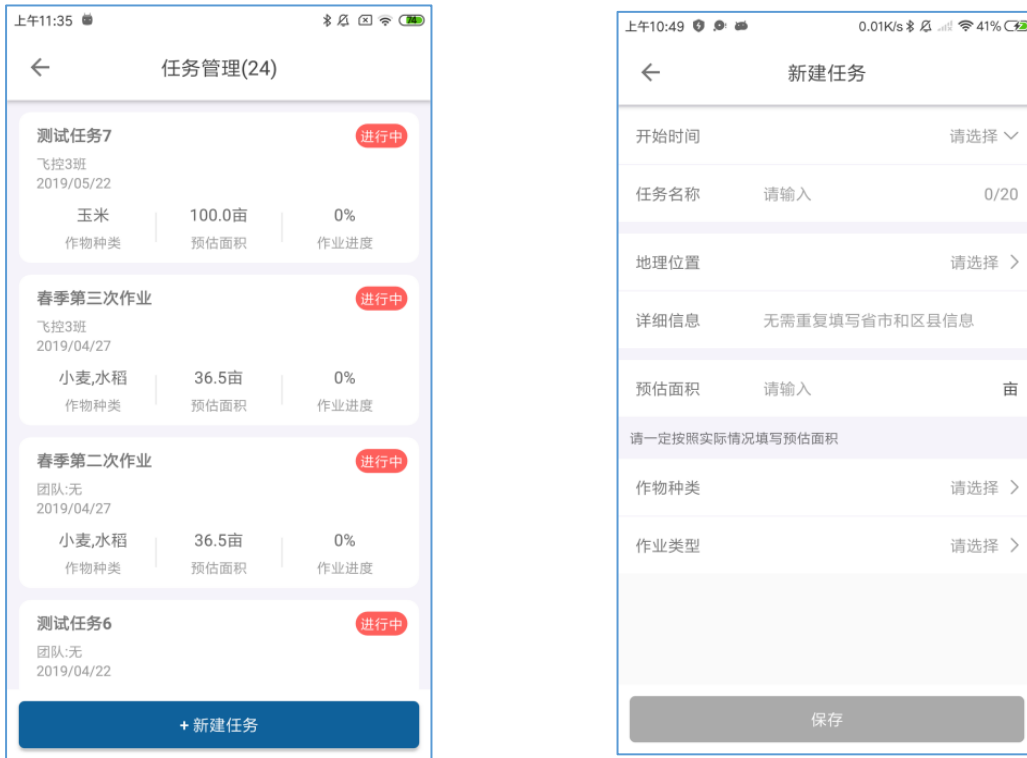 上午11:35
74
任务管理(24)
测试任务7
进行中
飞控3班
2019/05/22
玉米
100.0亩
0%
作物种类
预估面积
作业进度
春季第三次作业
进行中
飞控3班
2019/04/27
小麦,水稻
36.5亩
0%
作物种类
预估面积
作业进度
春季第二次作业
进行中
团队:无
2019/04/27
小麦,水稻
36.5亩
0%
作物种类
预估面积
作业进度
测试任务6
进行中
团队:无
2019/04/22
+ 新建任务
上午10:49
0.01K/s
41%
新建任务
开始时间
请选择
任务名称
请输入
0/20
地理位置
请选择
详细信息
无需重复填写省市和区县信息
预估面积
请输入
亩
请一定按照实际情况填写预估面积
作物种类
请选择
作业类型
请选择
保存